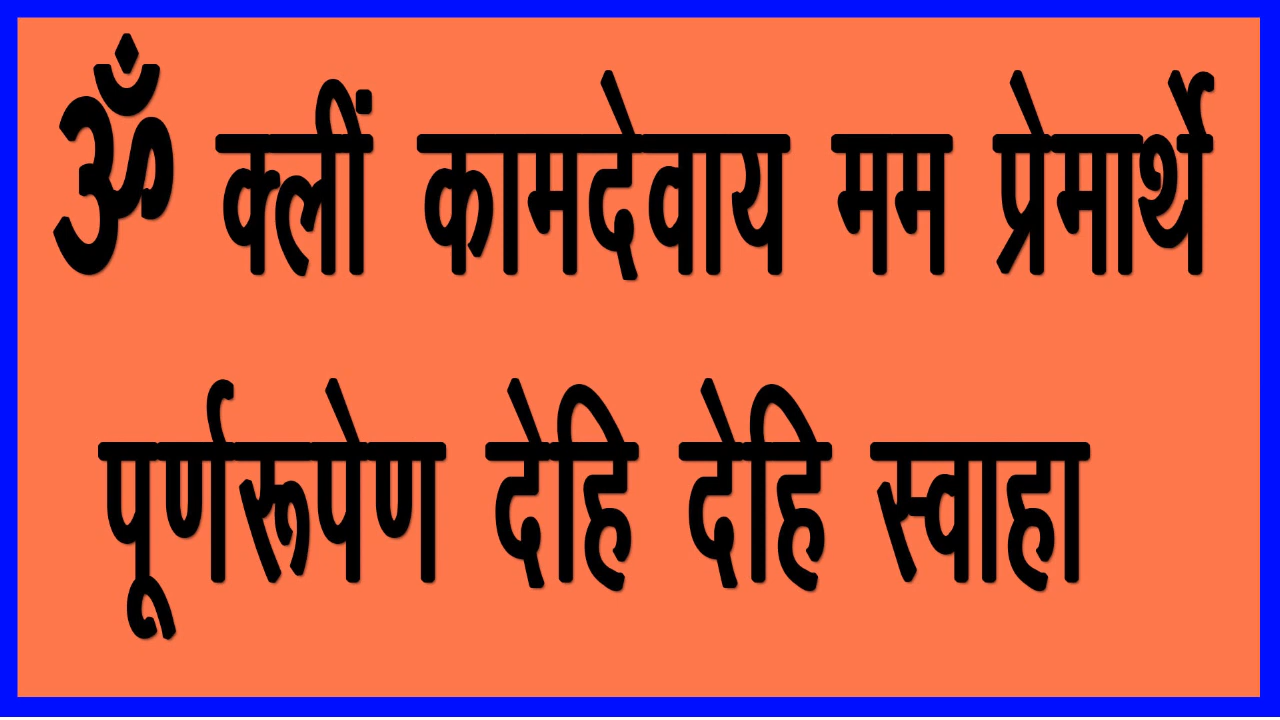 ॐ क्लीं कामदेवाय मम प्रेमार्थे
पूर्णरूपेण देहि देहि स्वाहा